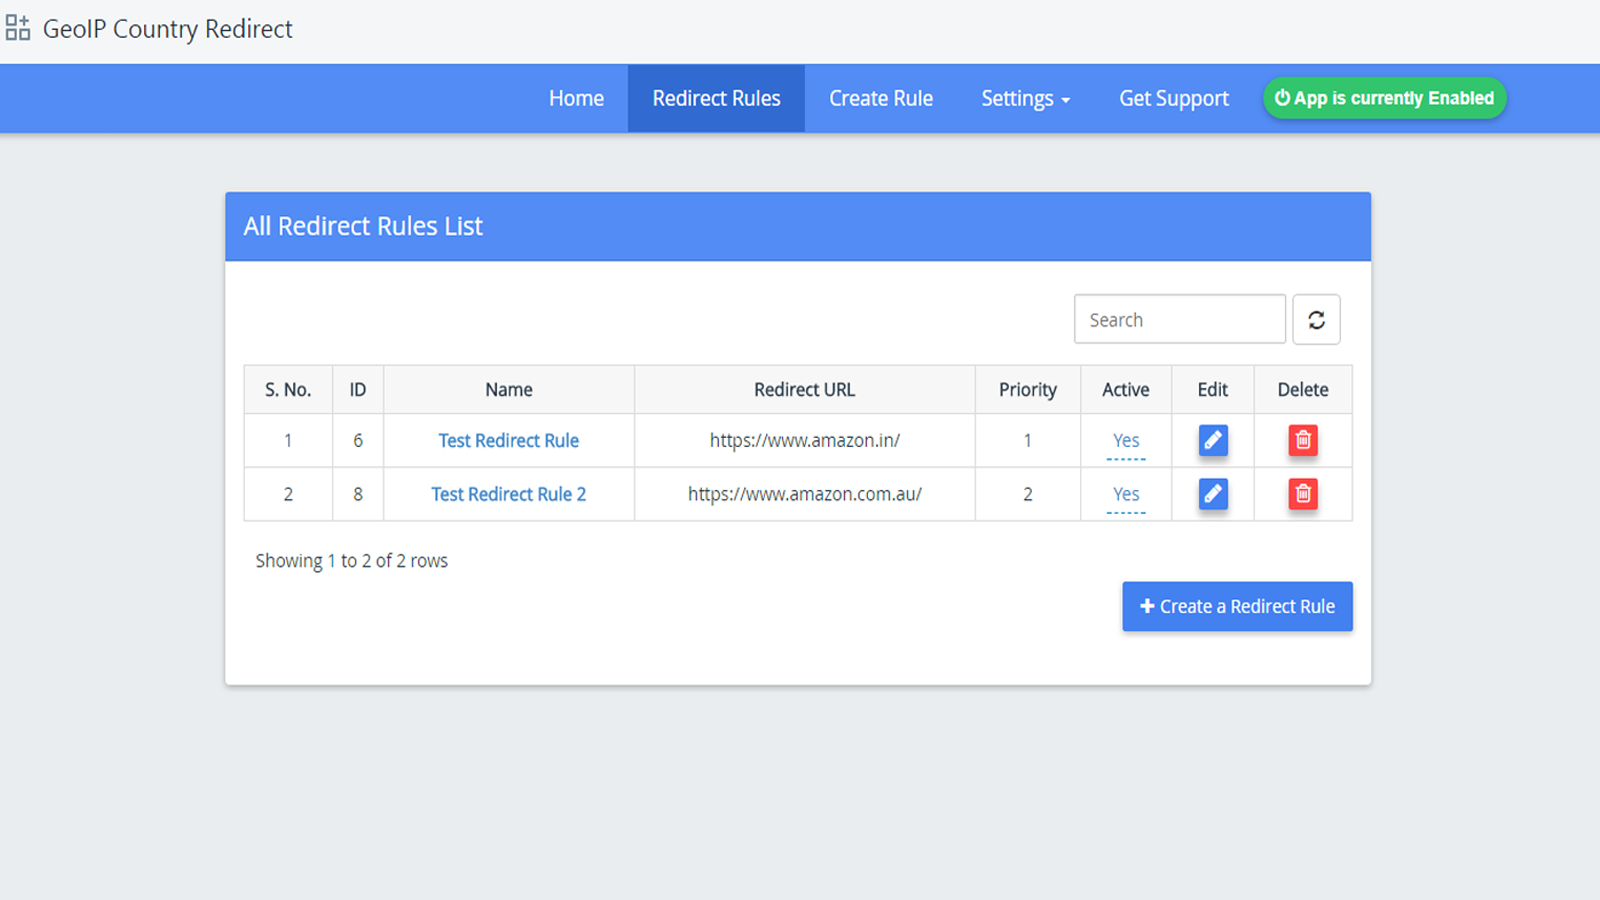 GeoIP Country Redirect
Home Redirect Rules Create Rule Settings Get Support App is currently Enabled
All Redirect Rules List
Search
S. No. ID Name Redirect URL Priority Active Edit Delete
1 6 Test Redirect Rule https://www.amazon.in/ 1 Yes
2 8 Test Redirect Rule 2 https://www.amazon.com.au/ 2 Yes
Showing 1 to 2 of 2 rows
Create a Redirect Rule